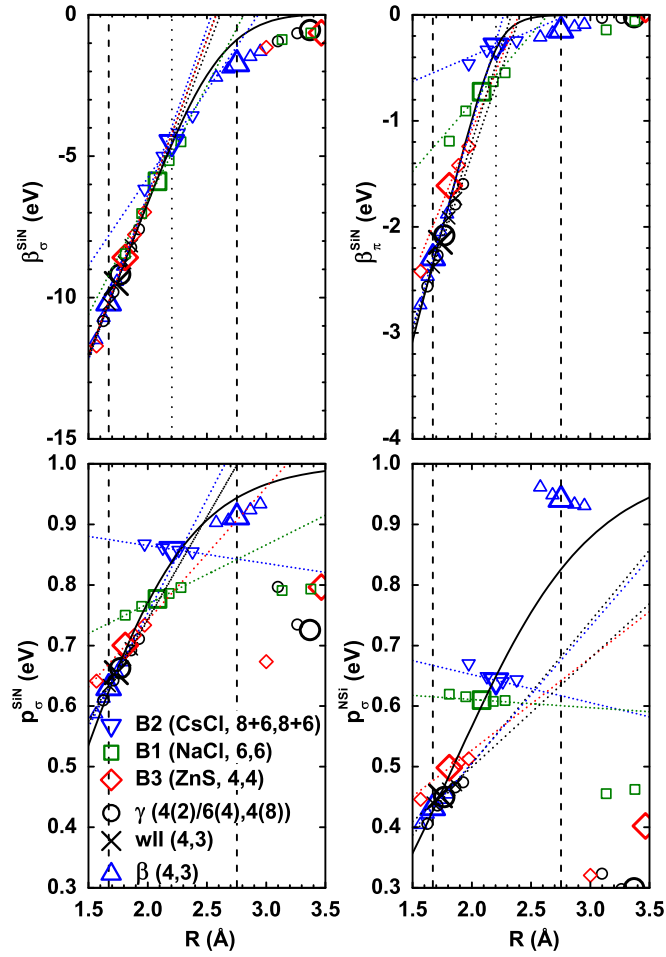 0
-5
-10
-15
β_σ^SiN (eV)
0
-1
-2
-3
-4
β_π^SiN (eV)
1.0
0.9
0.8
0.7
0.6
0.5
0.4
0.3
p_σ^SiN (eV)
B2 (CsCl, 8+6,8+6)
B1 (NaCl, 6,6)
B3 (ZnS, 4,4)
γ (4(2)/6(4),4(8))
wII (4,3)
β (4,3)
1.5 2.0 2.5 3.0 3.5
R (Å)
1.0
0.9
0.8
0.7
0.6
0.5
0.4
0.3
p_σ^NSi (eV)
1.5 2.0 2.5 3.0 3.5
R (Å)